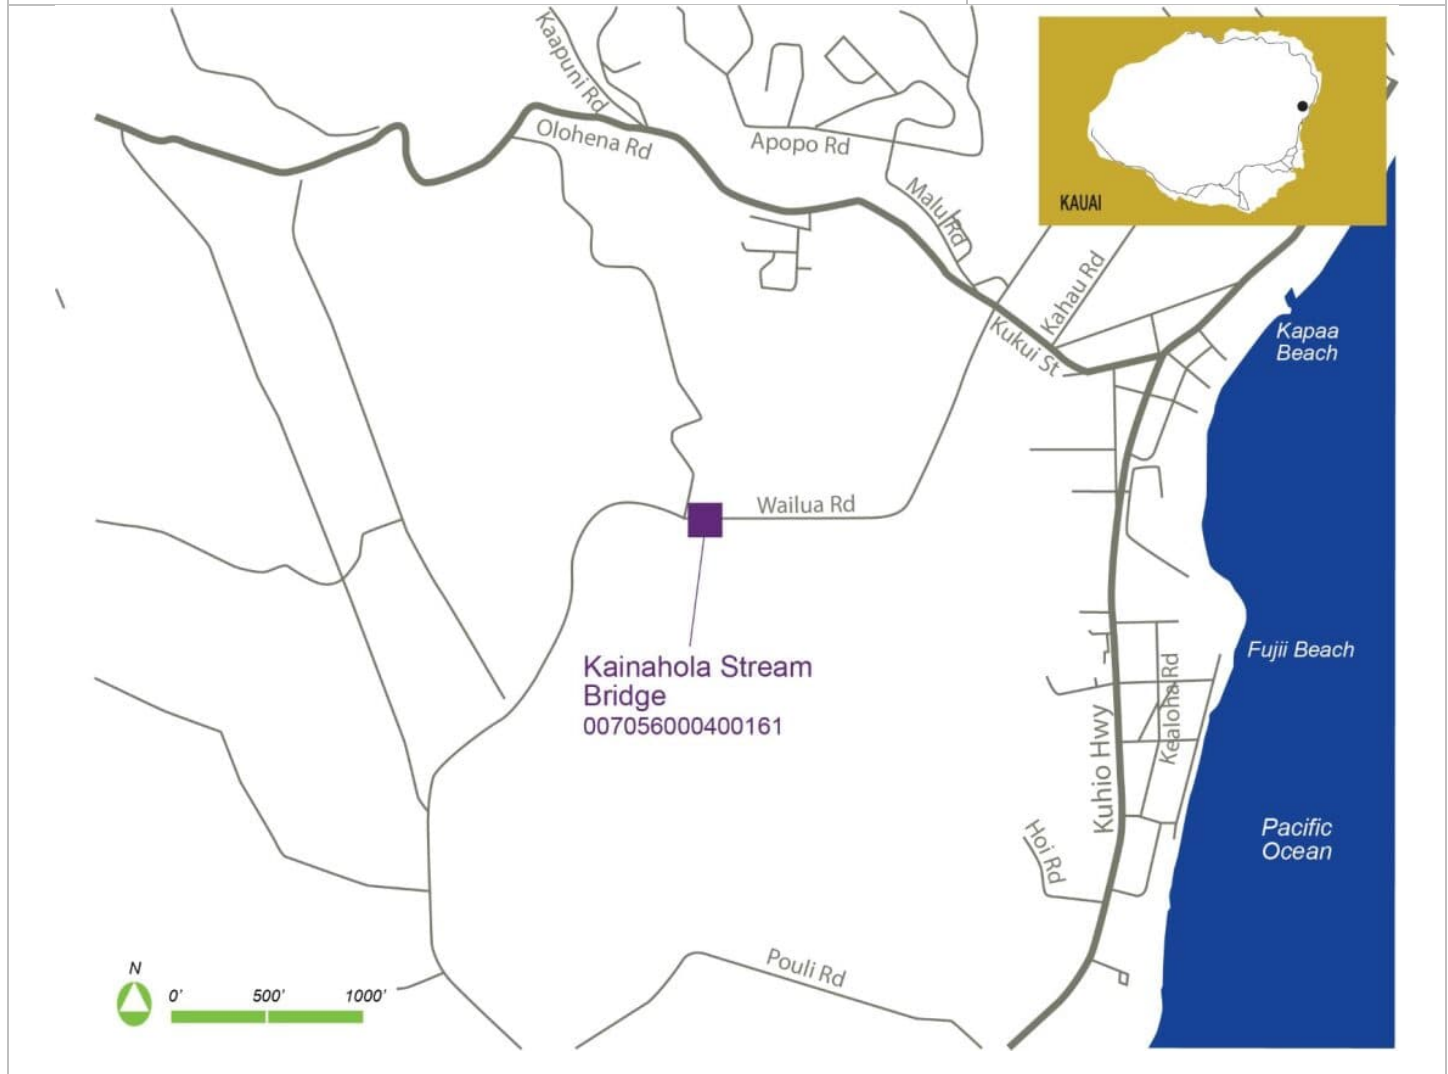 Kaapuni Rd
Olohena Rd
Apopo Rd
Malu Rd
KAUAI
Kahau Rd
Kukui St
Kapaa
Beach
Wailua Rd
Kainahola Stream
Bridge
007056000400161
Fujii Beach
Kealoha Rd
Kuhio Hwy
Pacific
Ocean
Hoi Rd
Pouli Rd
N
0' 500' 1000'